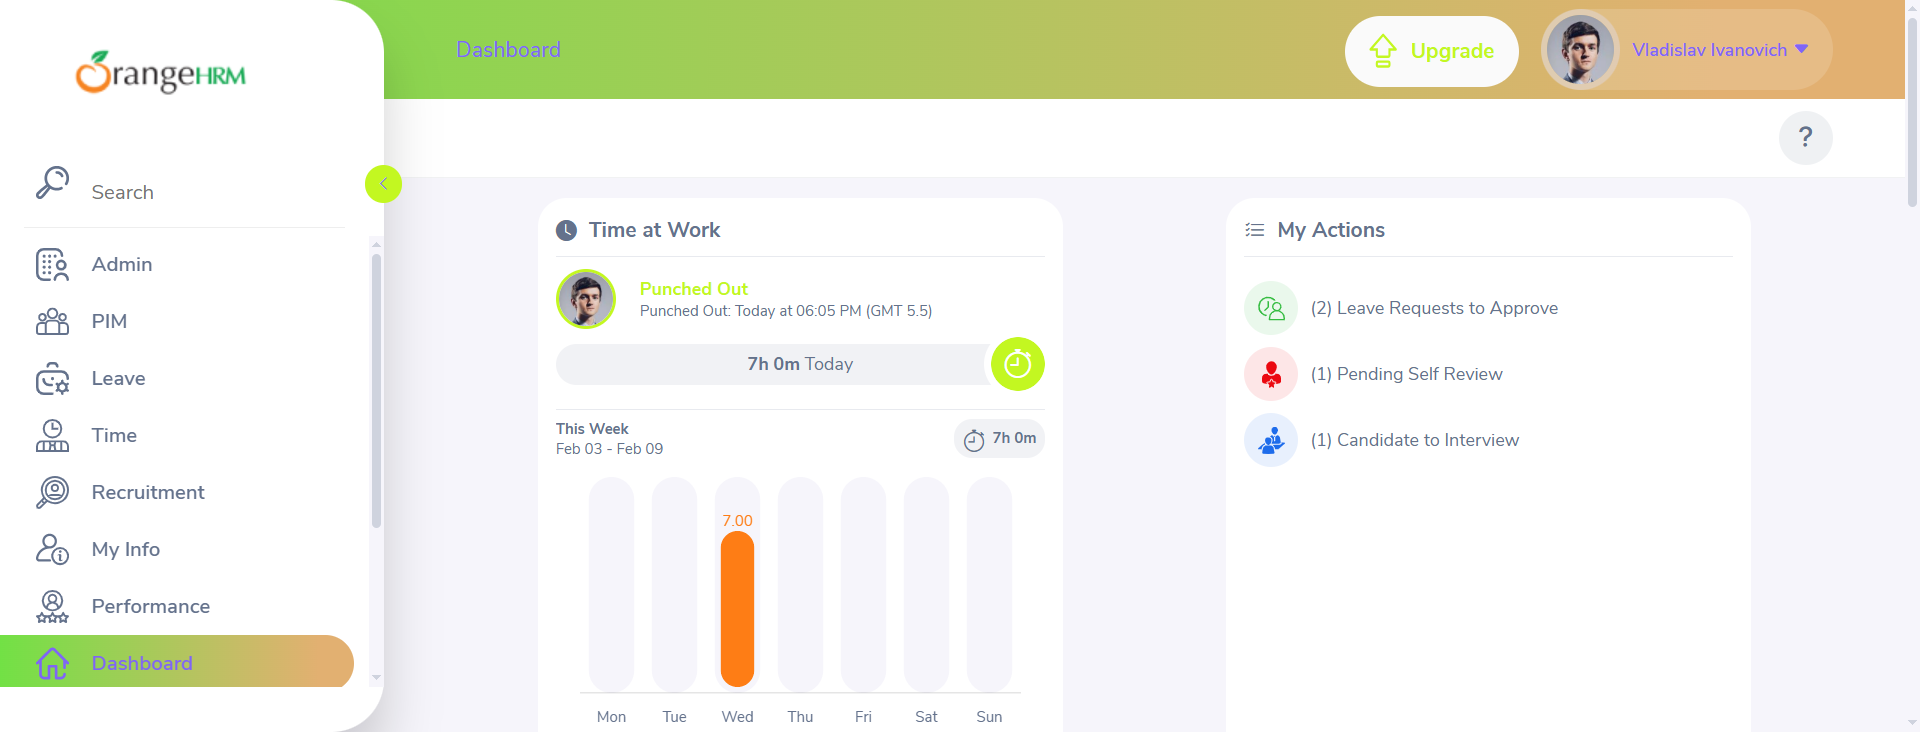 OrangeHRM
Dashboard
Upgrade
Vladislav Ivanovich
?
Search
Admin
PIM
Leave
Time
Recruitment
My Info
Performance
Dashboard
Time at Work
Punched Out
Punched Out: Today at 06:05 PM (GMT 5.5)
7h 0m Today
This Week
Feb 03 - Feb 09
7h 0m
7.00
Mon Tue Wed Thu Fri Sat Sun
My Actions
(2) Leave Requests to Approve
(1) Pending Self Review
(1) Candidate to Interview